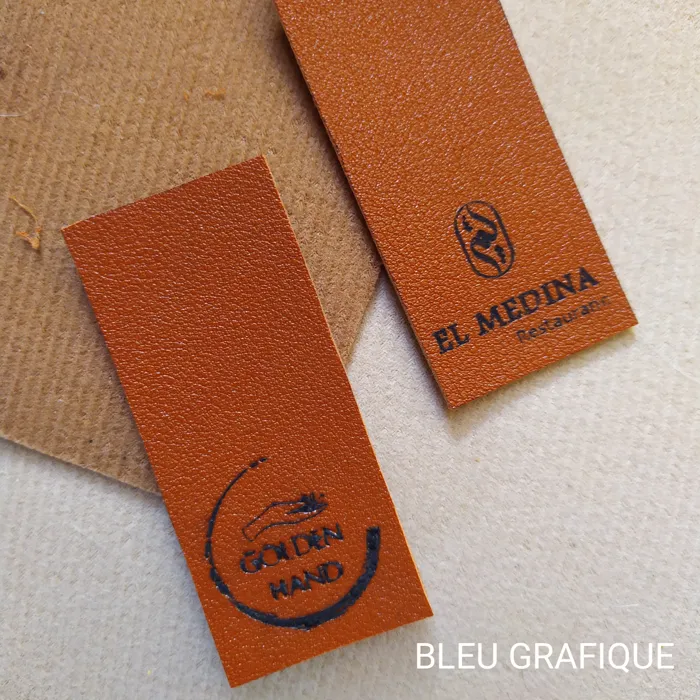 EL MEDINA
Restaurant
GOLDEN
HAND
BLEU GRAFIQUE